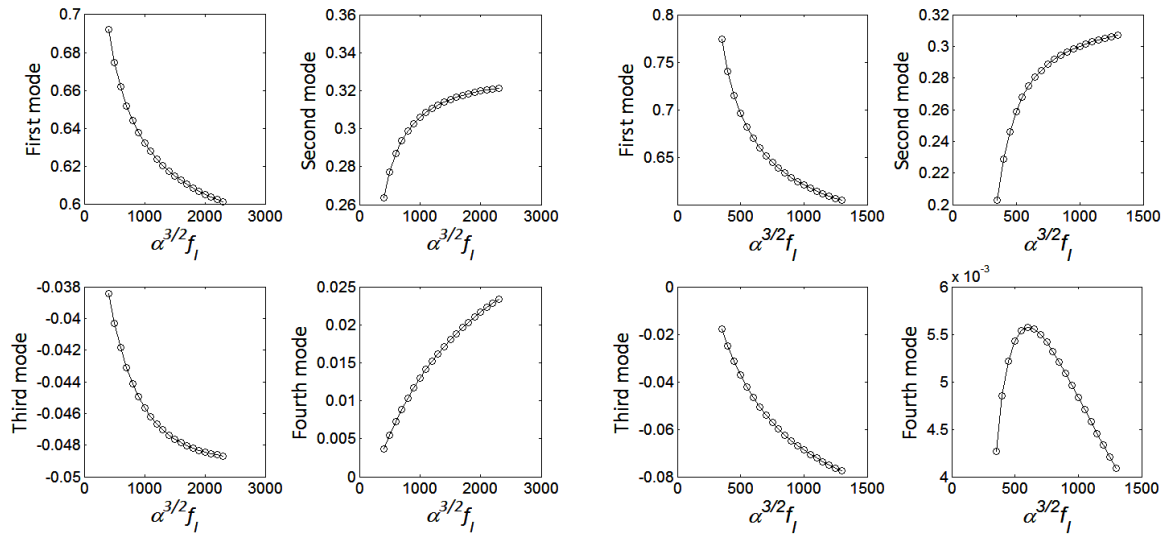 0.7
0.68
0.66
0.64
0.62
0.6
First mode
0 1000 2000 3000
α^3/2 f_I
0.36
0.34
0.32
0.3
0.28
0.26
Second mode
0 1000 2000 3000
α^3/2 f_I
0.8
0.75
0.7
0.65
First mode
0 500 1000 1500
α^3/2 f_I
0.32
0.3
0.28
0.26
0.24
0.22
0.2
Second mode
0 500 1000 1500
α^3/2 f_I
-0.038
-0.04
-0.042
-0.044
-0.046
-0.048
-0.05
Third mode
0 1000 2000 3000
α^3/2 f_I
0.025
0.02
0.015
0.01
0.005
0
Fourth mode
0 1000 2000 3000
α^3/2 f_I
0
-0.02
-0.04
-0.06
-0.08
Third mode
0 500 1000 1500
α^3/2 f_I
x 10^-3
6
5.5
5
4.5
4
Fourth mode
0 500 1000 1500
α^3/2 f_I